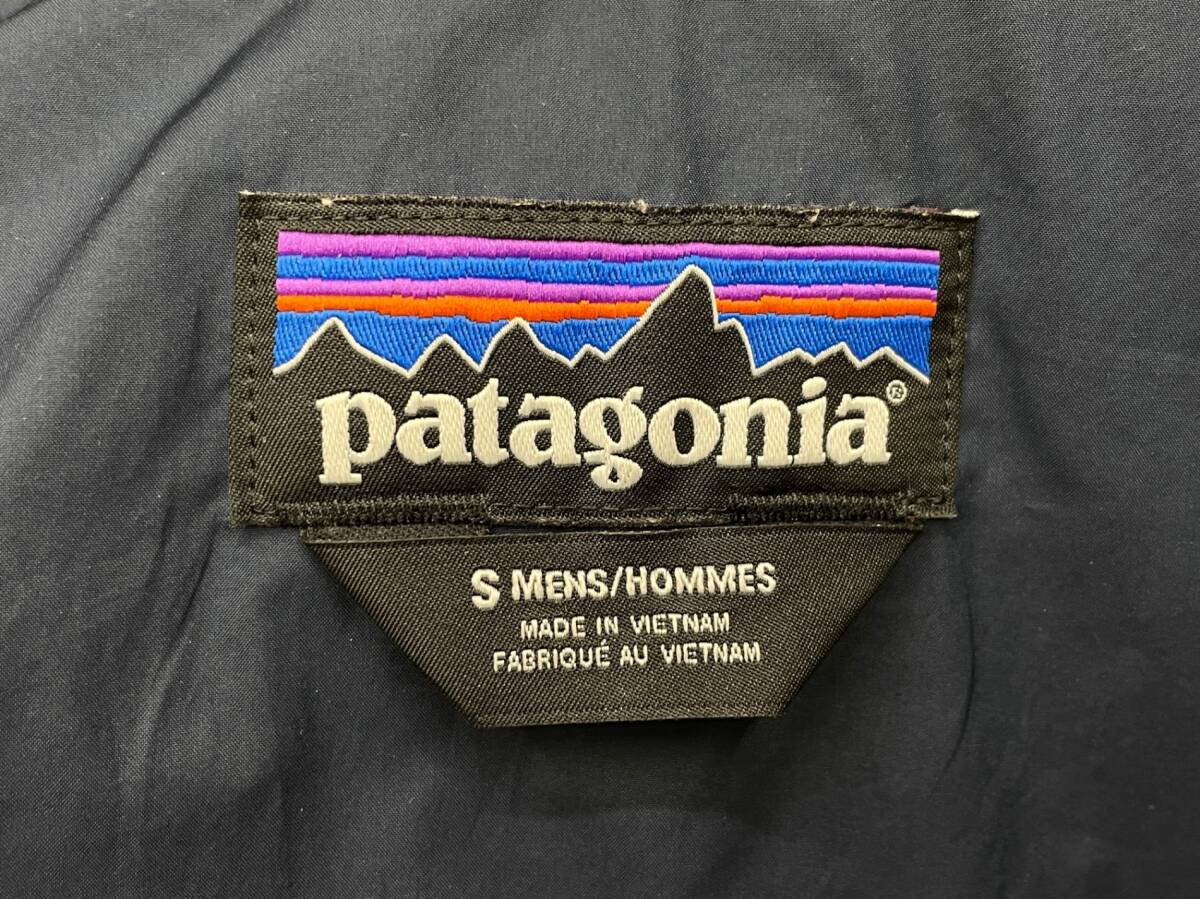 patagonia®
S MENS/HOMMES
MADE IN VIETNAM
FABRIQUÉ AU VIETNAM